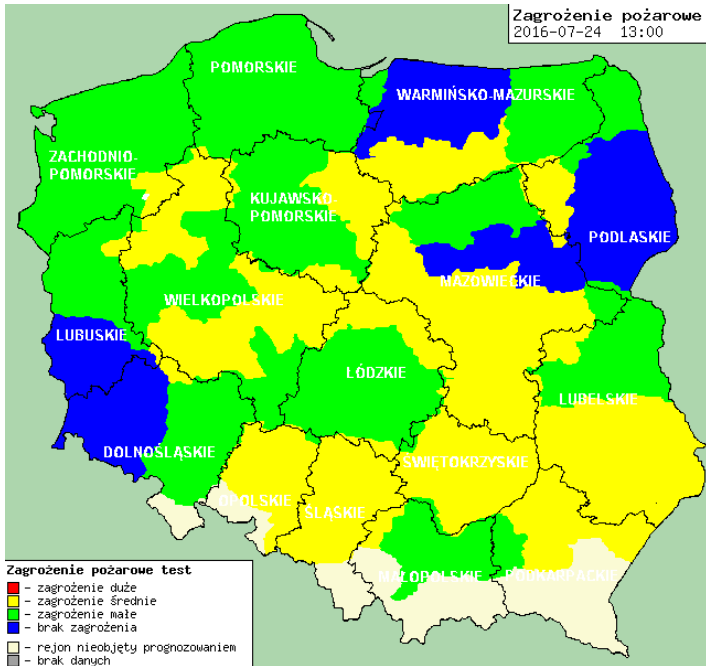 Zagrożenie pożarowe
2016-07-24 13:00
POMORSKIE
WARMIŃSKO-MAZURSKIE
ZACHODNIO-
POMORSKIE
KUJAWSKO-
POMORSKIE
PODLASKIE
MAZOWIECKIE
WIELKOPOLSKIE
LUBUSKIE
ŁÓDZKIE
LUBELSKIE
DOLNOŚLĄSKIE
ŚWIĘTOKRZYSKIE
OPOLSKIE
ŚLĄSKIE
MAŁOPOLSKIE
PODKARPACKIE
Zagrożenie pożarowe test
- zagrożenie duże
- zagrożenie średnie
- zagrożenie małe
- brak zagrożenia
- rejon nieobjęty prognozowaniem
- brak danych